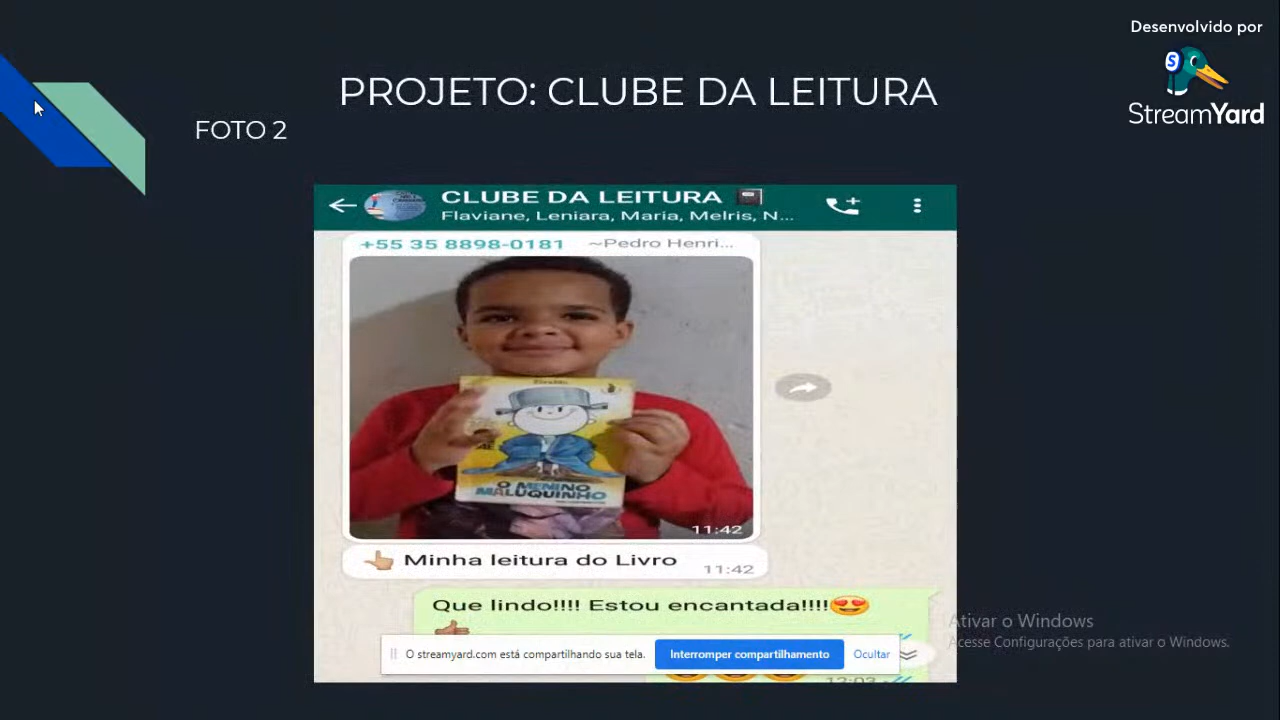 Desenvolvido por
StreamYard
PROJETO: CLUBE DA LEITURA
FOTO 2
CLUBE DA LEITURA
Flaviane, Leniara, Maria, Melris, N...
+55 35 8898-0181 ~Pedro Henri...
O MENINO
MALUQUINHO
11:42
Minha leitura do Livro
11:42
Que lindo!!!! Estou encantada!!!!
Ativar o Windows
Acesse Configurações para ativar o Windows.
O streamyard.com está compartilhando sua tela.
Interromper compartilhamento
Ocultar
12:03